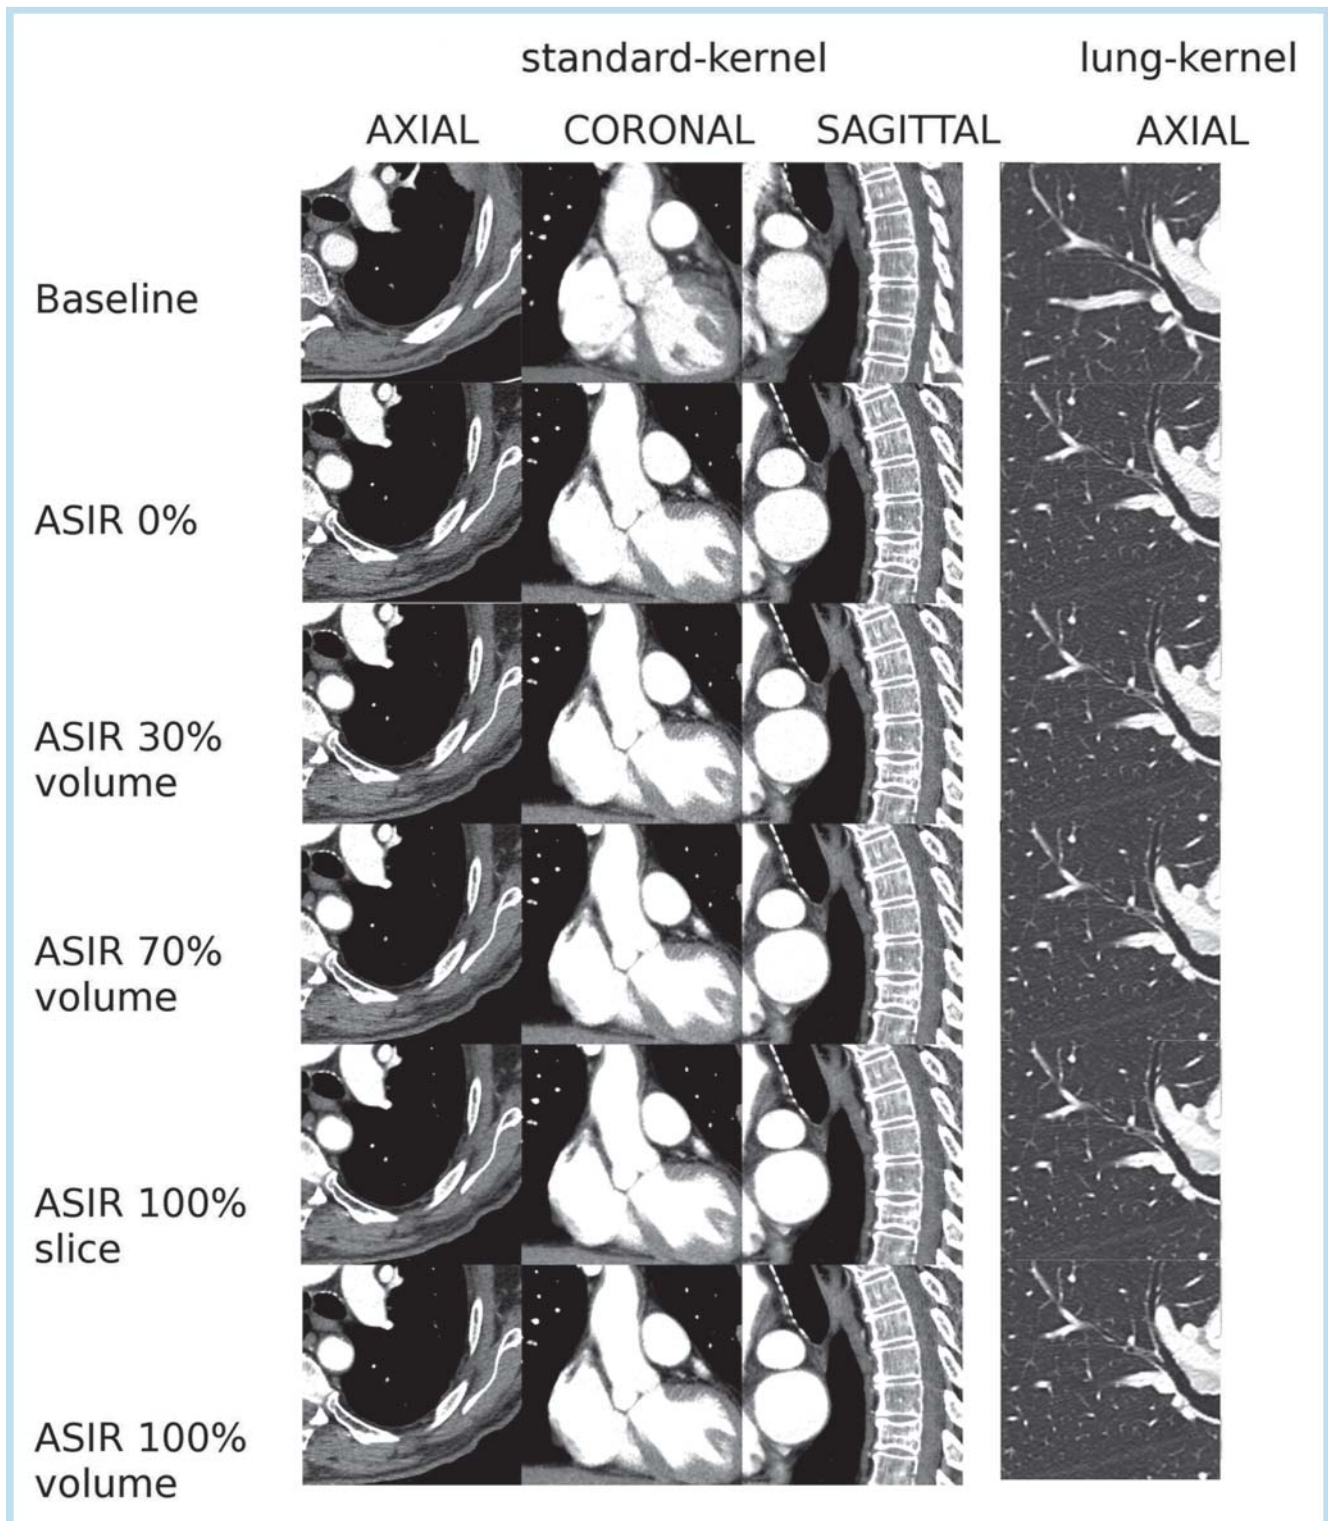 standard-kernel
lung-kernel
AXIAL
CORONAL
SAGITTAL
AXIAL
Baseline
ASIR 0%
ASIR 30%
volume
ASIR 70%
volume
ASIR 100%
slice
ASIR 100%
volume